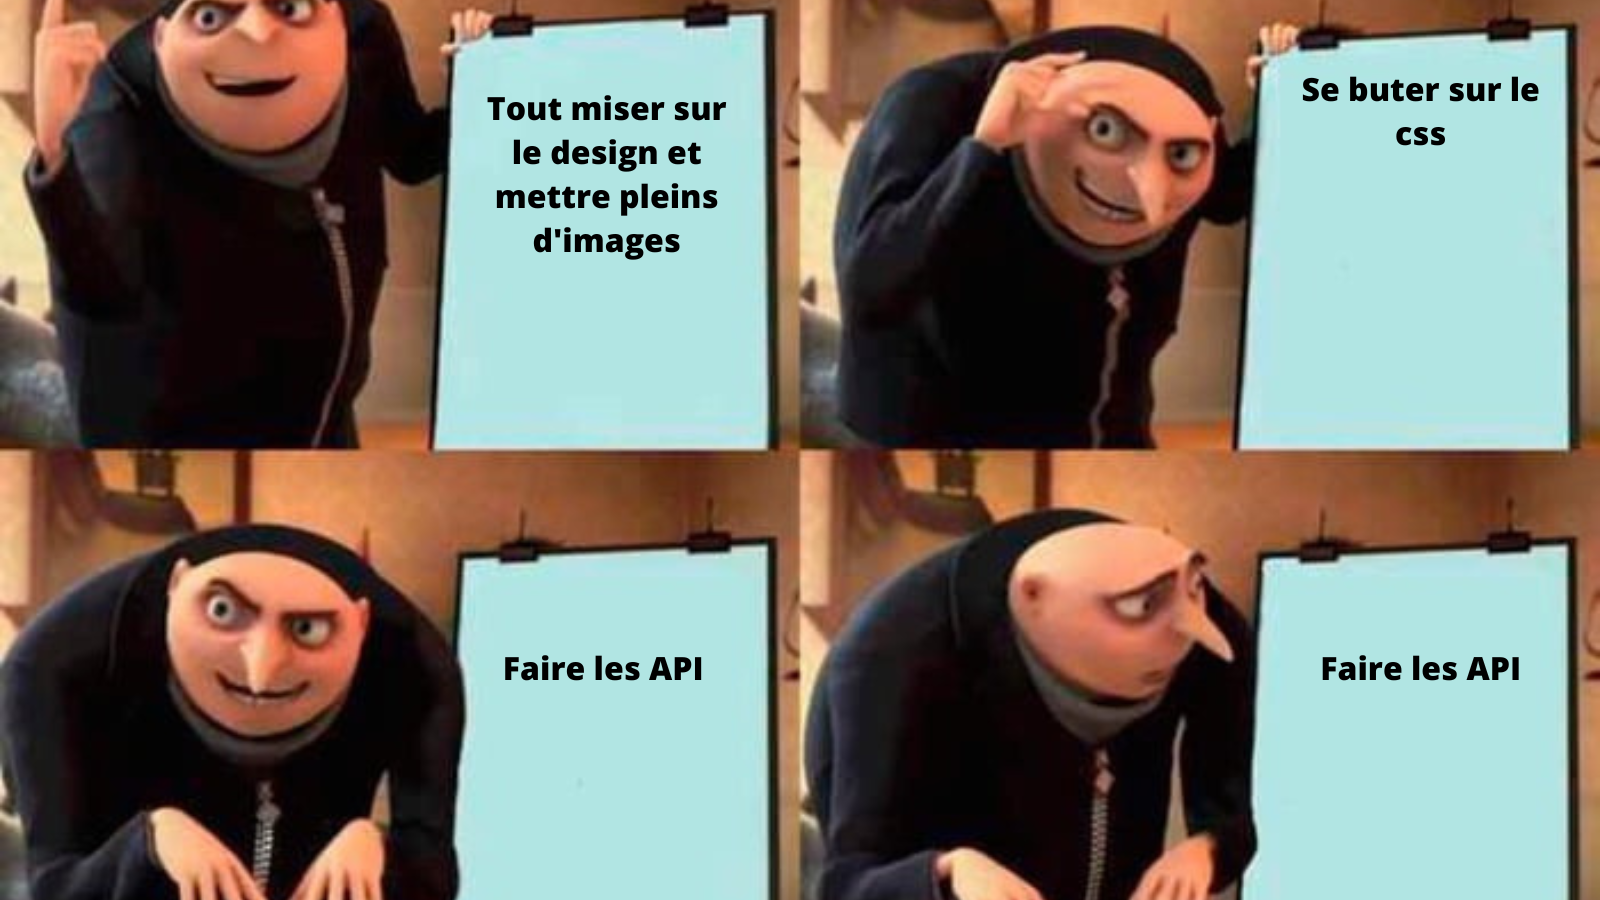 Tout miser sur
le design et
mettre pleins
d'images
Se buter sur le
css
Faire les API
Faire les API